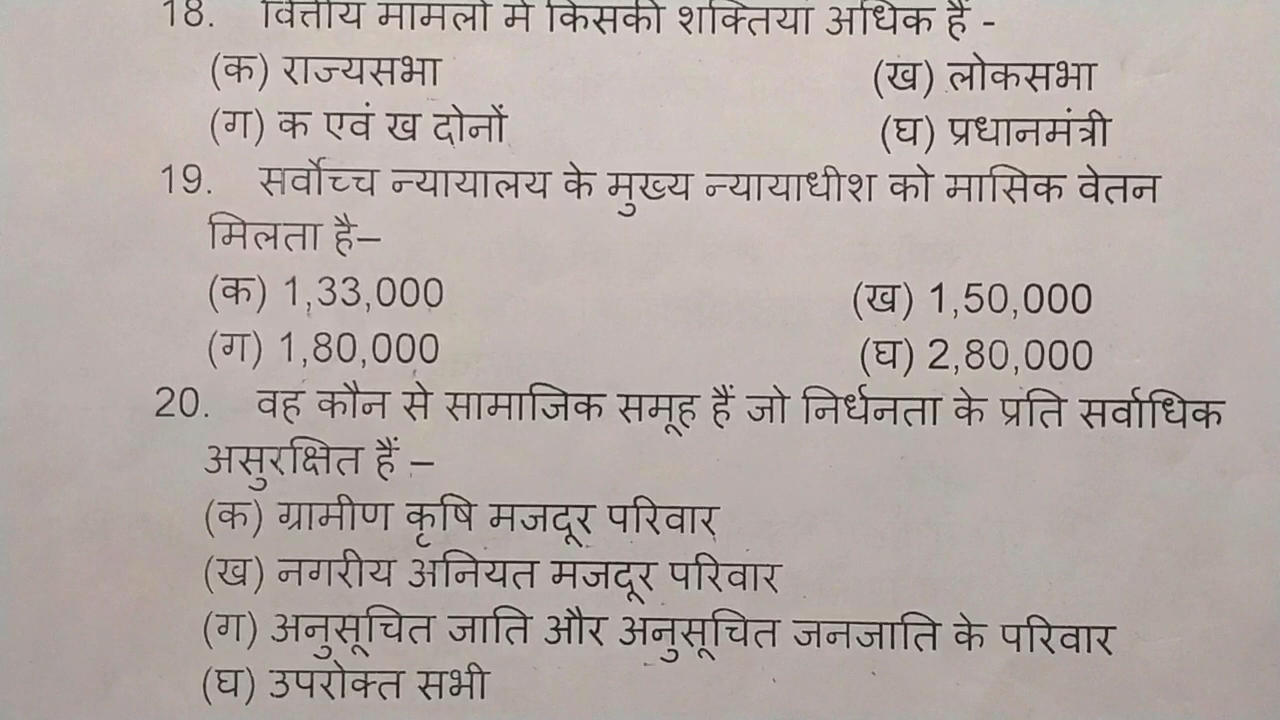 18. वित्तीय मामलों में किसकी शक्तियां अधिक हैं -
(क) राज्यसभा (ख) लोकसभा
(ग) क एवं ख दोनों (घ) प्रधानमंत्री
19. सर्वोच्च न्यायालय के मुख्य न्यायाधीश को मासिक वेतन
मिलता है–
(क) 1,33,000 (ख) 1,50,000
(ग) 1,80,000 (घ) 2,80,000
20. वह कौन से सामाजिक समूह हैं जो निर्धनता के प्रति सर्वाधिक
असुरक्षित हैं –
(क) ग्रामीण कृषि मजदूर परिवार
(ख) नगरीय अनियत मजदूर परिवार
(ग) अनुसूचित जाति और अनुसूचित जनजाति के परिवार
(घ) उपरोक्त सभी